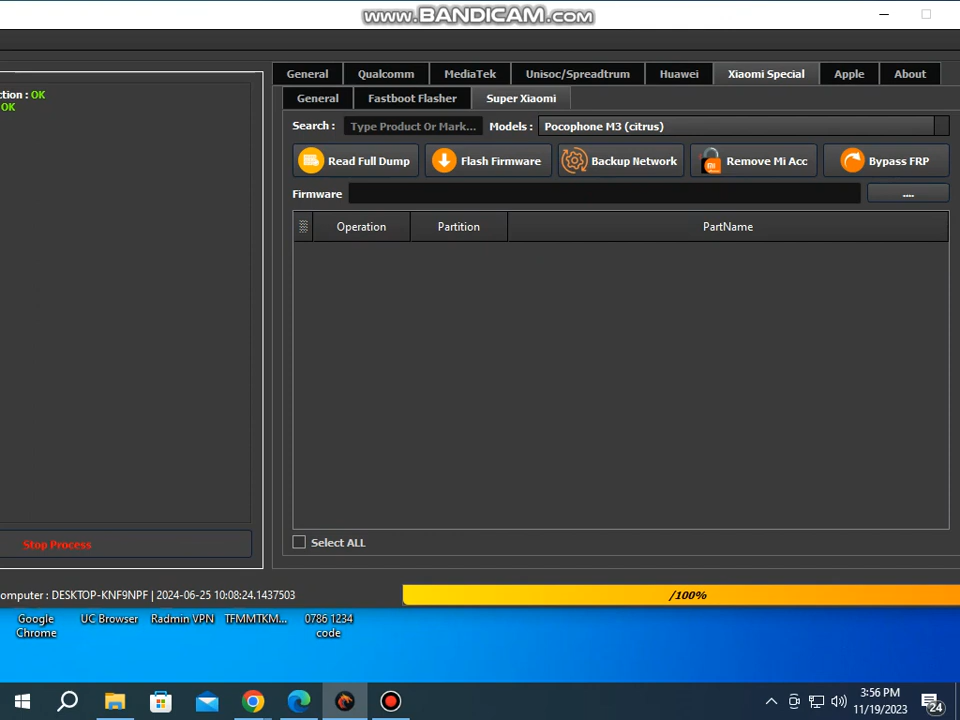 www.BANDICAM.com
General Qualcomm MediaTek Unisoc/Spreadtrum Huawei Xiaomi Special Apple About
ction : OK
OK
General Fastboot Flasher Super Xiaomi
Search : Type Product Or Mark... Models : Pocophone M3 (citrus)
Read Full Dump Flash Firmware Backup Network Remove Mi Acc Bypass FRP
Firmware ....
Operation Partition PartName
Select ALL
Stop Process
omputer : DESKTOP-KNF9NPF | 2024-06-25 10:08:24.1437503
/100%
Google Chrome
UC Browser
Radmin VPN
TFMMTKM...
0786 1234 code
3:56 PM
11/19/2023
24